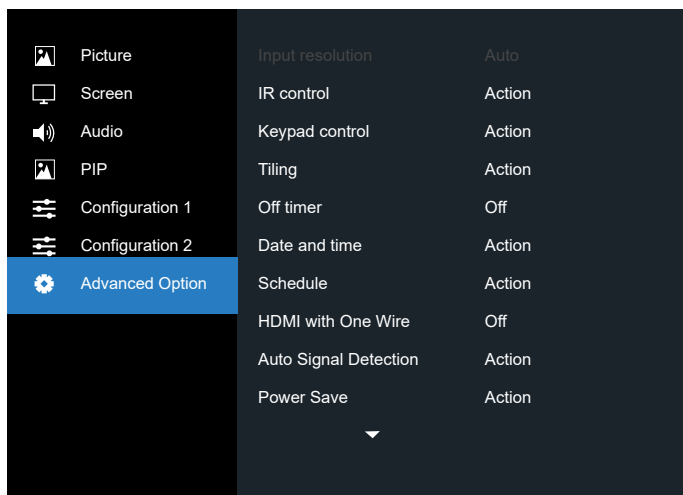 Picture
Screen
Audio
PIP
Configuration 1
Configuration 2
Advanced Option
Input resolution Auto
IR control Action
Keypad control Action
Tiling Action
Off timer Off
Date and time Action
Schedule Action
HDMI with One Wire Off
Auto Signal Detection Action
Power Save Action